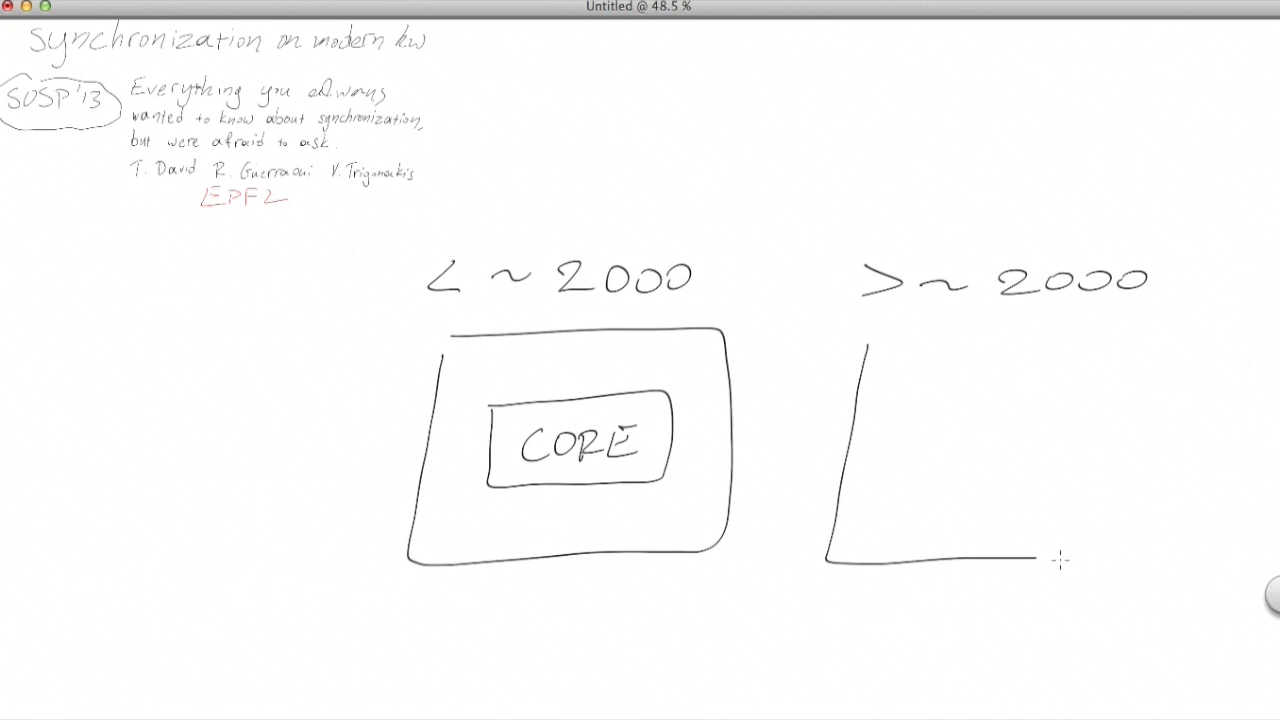 Untitled @ 48.5 %
Synchronization on modern hw
SOSP'13
Everything you always
wanted to know about synchronization,
but were afraid to ask.
T. David R. Guerraoui V. Trigonakis
EPFL
< ~ 2000
> ~ 2000
CORE